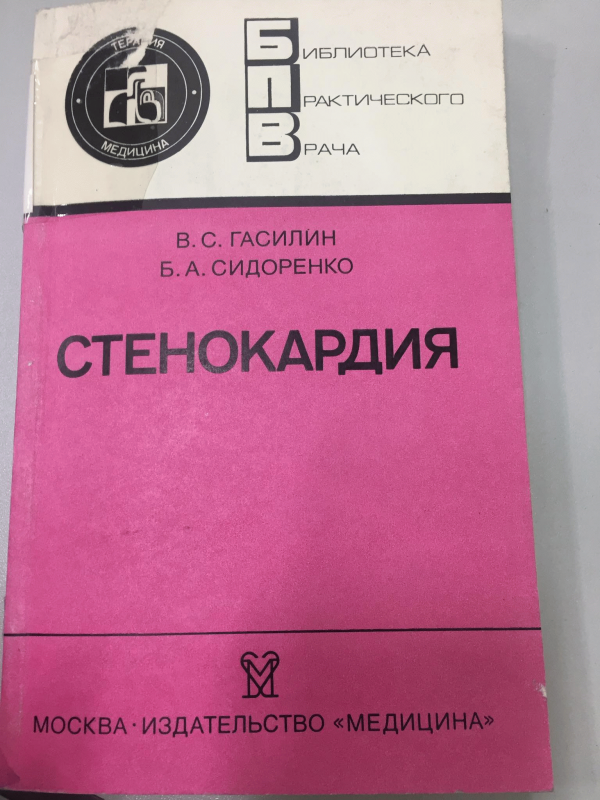 ТЕРАПИЯ
МЕДИЦИНА
БИБЛИОТЕКА
ПРАКТИЧЕСКОГО
ВРАЧА
В. С. ГАСИЛИН
Б. А. СИДОРЕНКО
СТЕНОКАРДИЯ
МОСКВА · ИЗДАТЕЛЬСТВО «МЕДИЦИНА»